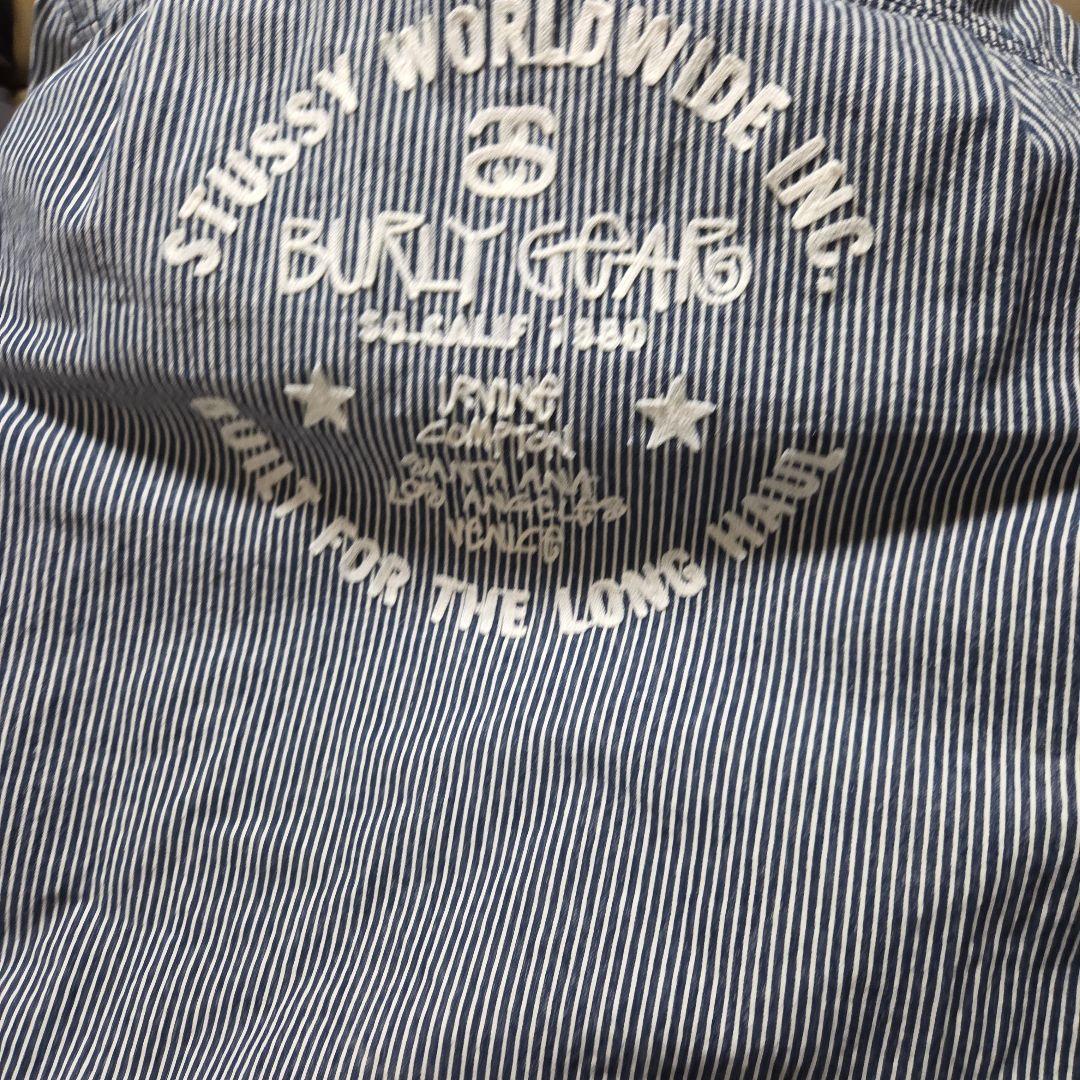 STUSSY WORLDWIDE INC.
BURLY GEAR
SO.CALIF 1980
IRVINE
COMPTON
SANTA ANA
LOS ANGELES
VENICE
BUILT FOR THE LONG HAUL